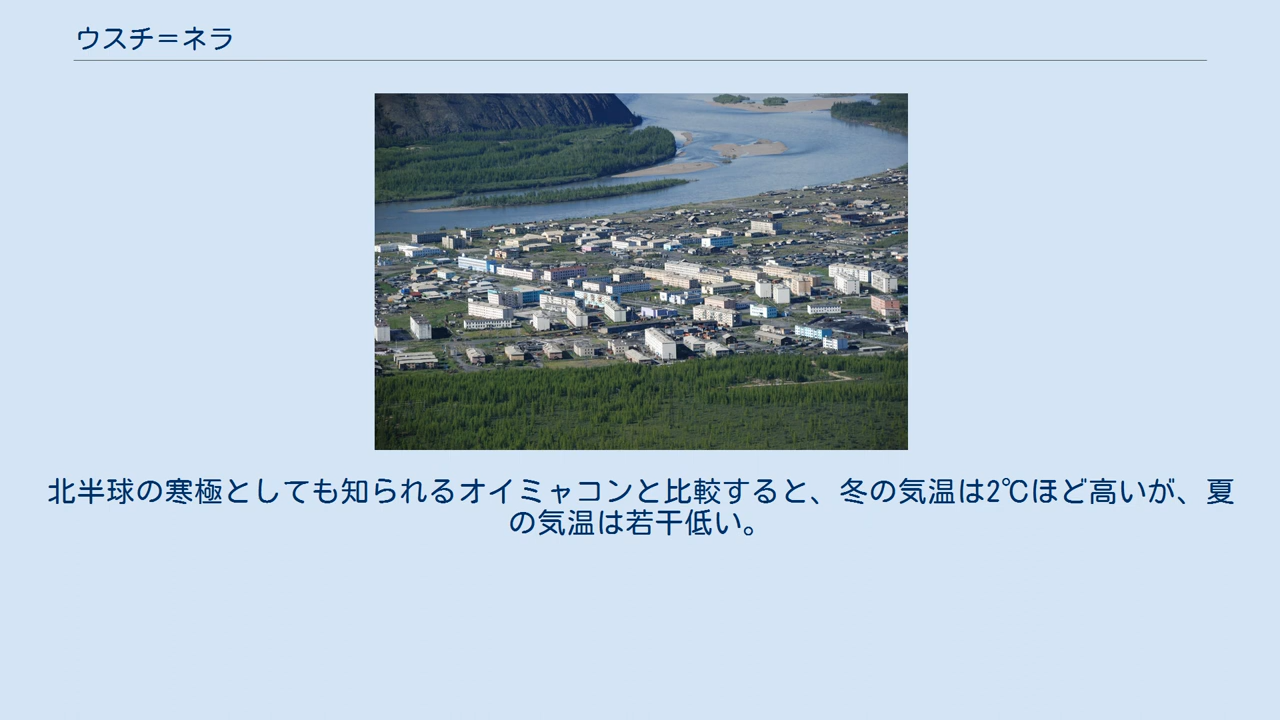 ウスチ=ネラ
北半球の寒極としても知られるオイミャコンと比較すると、冬の気温は2℃ほど高いが、夏
の気温は若干低い。